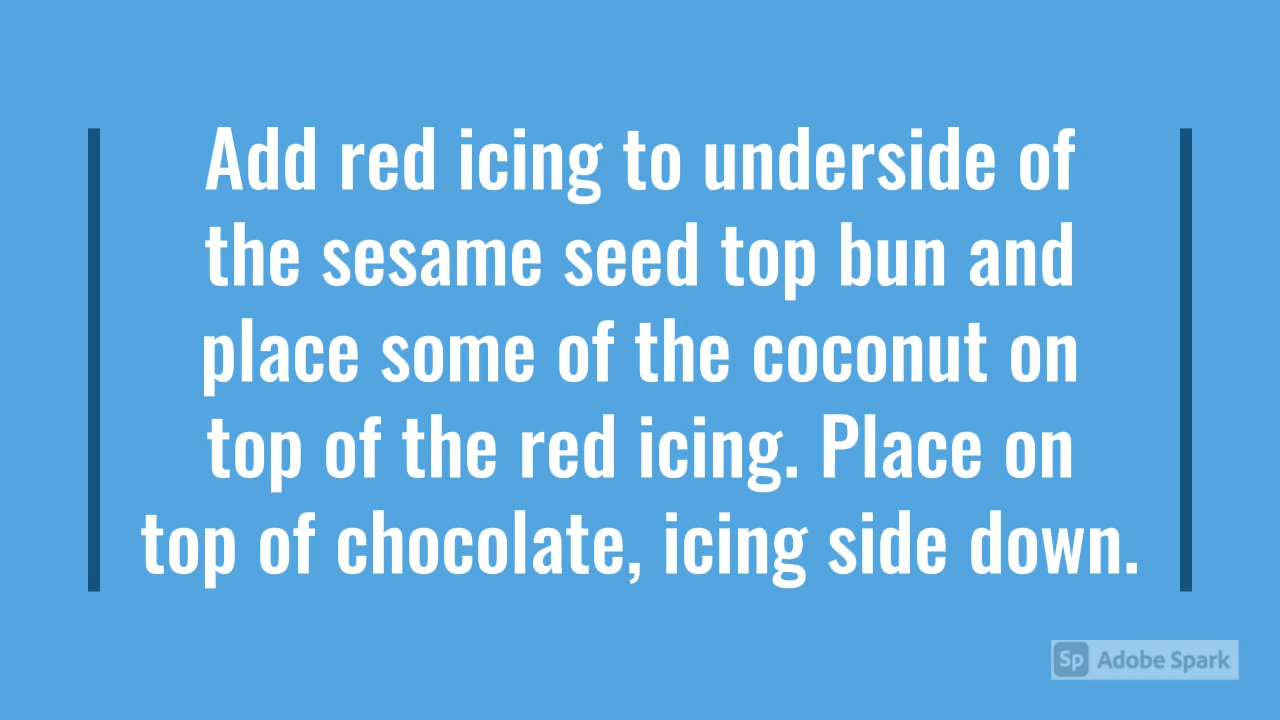 Add red icing to underside of
the sesame seed top bun and
place some of the coconut on
top of the red icing. Place on
top of chocolate, icing side down.
Sp Adobe Spark